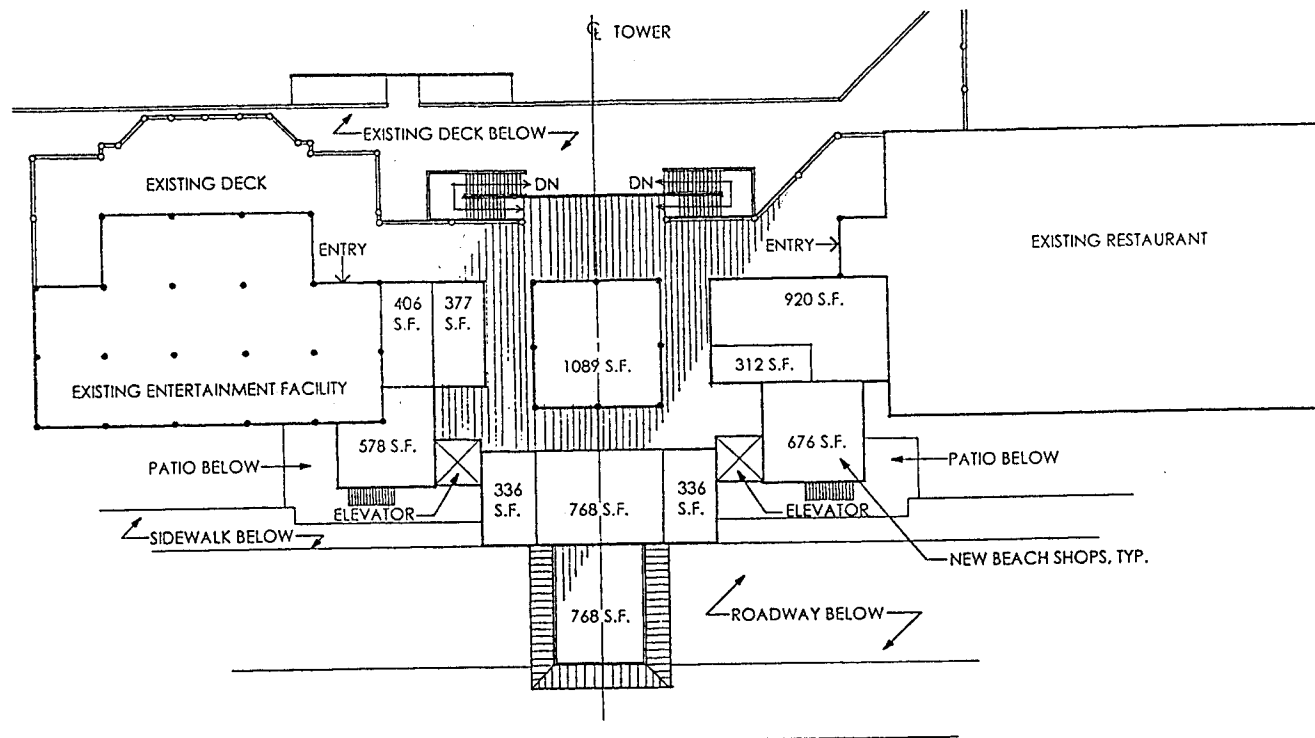 ℄ TOWER
EXISTING DECK BELOW
EXISTING DECK
DN
DN
ENTRY
ENTRY
EXISTING RESTAURANT
406
S.F.
377
S.F.
920 S.F.
1089 S.F.
312 S.F.
EXISTING ENTERTAINMENT FACILITY
578 S.F.
676 S.F.
PATIO BELOW
PATIO BELOW
336
S.F.
768 S.F.
336
S.F.
ELEVATOR
ELEVATOR
SIDEWALK BELOW
NEW BEACH SHOPS, TYP.
768 S.F.
ROADWAY BELOW